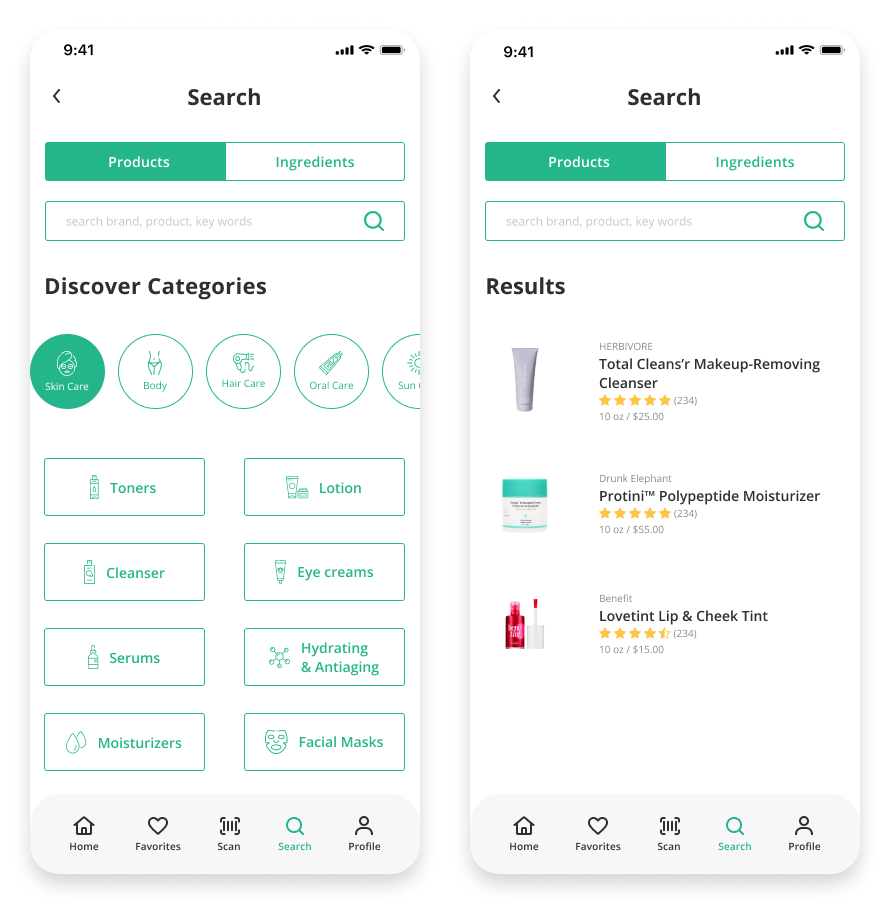 9:41
Search
Products
Ingredients
search brand, product, key words
Discover Categories
Skin Care
Body
Hair Care
Oral Care
Sun
Toners
Lotion
Cleanser
Eye creams
Serums
Hydrating
& Antiaging
Moisturizers
Facial Masks
Home
Favorites
Scan
Search
Profile
9:41
Search
Products
Ingredients
search brand, product, key words
Results
HERBIVORE
Total Cleans’r Makeup-Removing
Cleanser
(234)
10 oz / $25.00
Drunk Elephant
Protini™ Polypeptide Moisturizer
(234)
10 oz / $55.00
Benefit
Lovetint Lip & Cheek Tint
(234)
10 oz / $15.00
Home
Favorites
Scan
Search
Profile